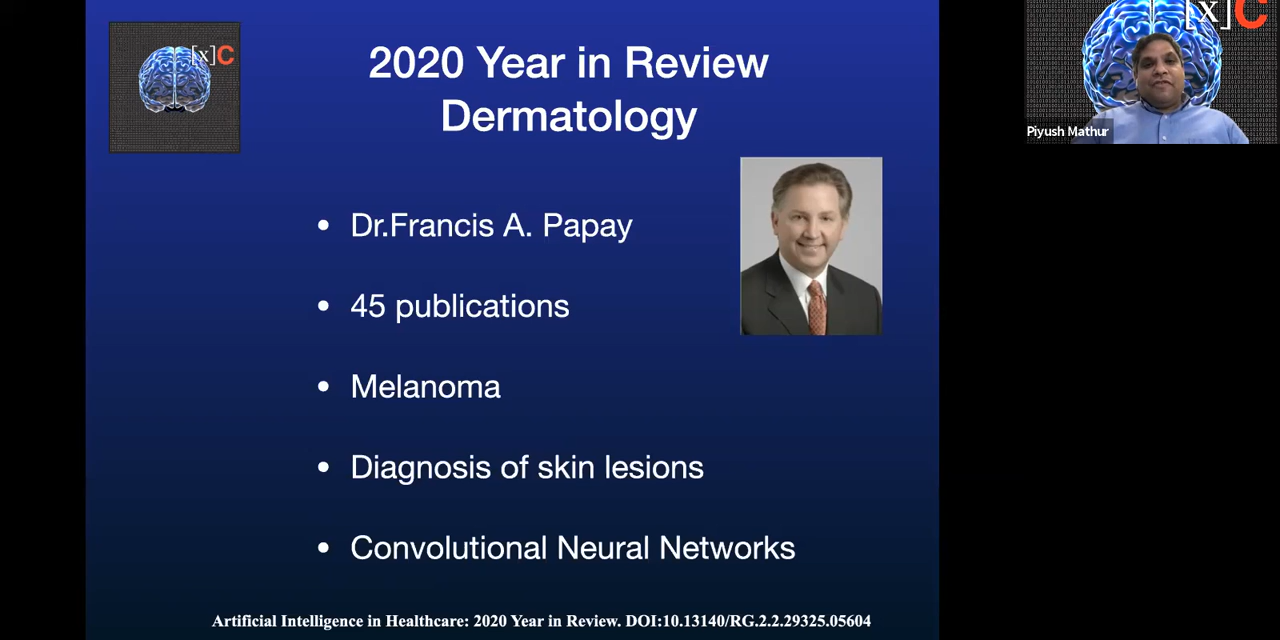 [x]C
2020 Year in Review
Dermatology
[x]C
Piyush Mathur
• Dr.Francis A. Papay
• 45 publications
• Melanoma
• Diagnosis of skin lesions
• Convolutional Neural Networks
Artificial Intelligence in Healthcare: 2020 Year in Review. DOI:10.13140/RG.2.2.29325.05604